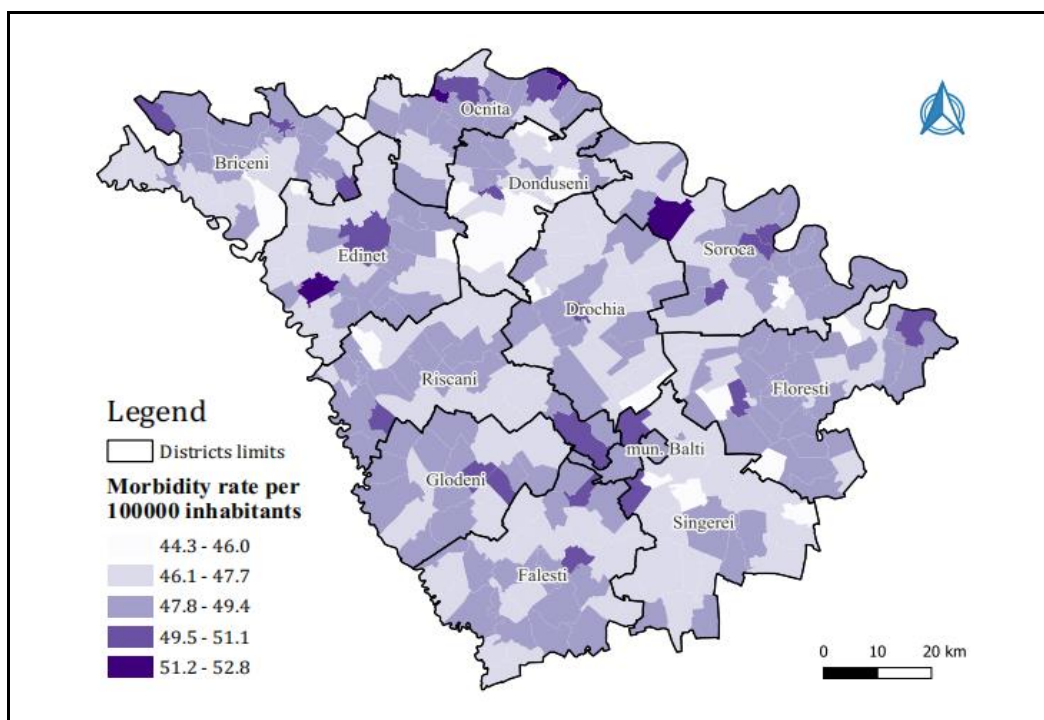 Ocnita
Briceni
Donduseni
Edinet
Soroca
Drochia
Riscani
Floresti
Legend
Districts limits
mun. Balti
Morbidity rate per
100000 inhabitants
Glodeni
Singerei
44.3 - 46.0
46.1 - 47.7
Falesti
47.8 - 49.4
49.5 - 51.1
51.2 - 52.8
0 10 20 km